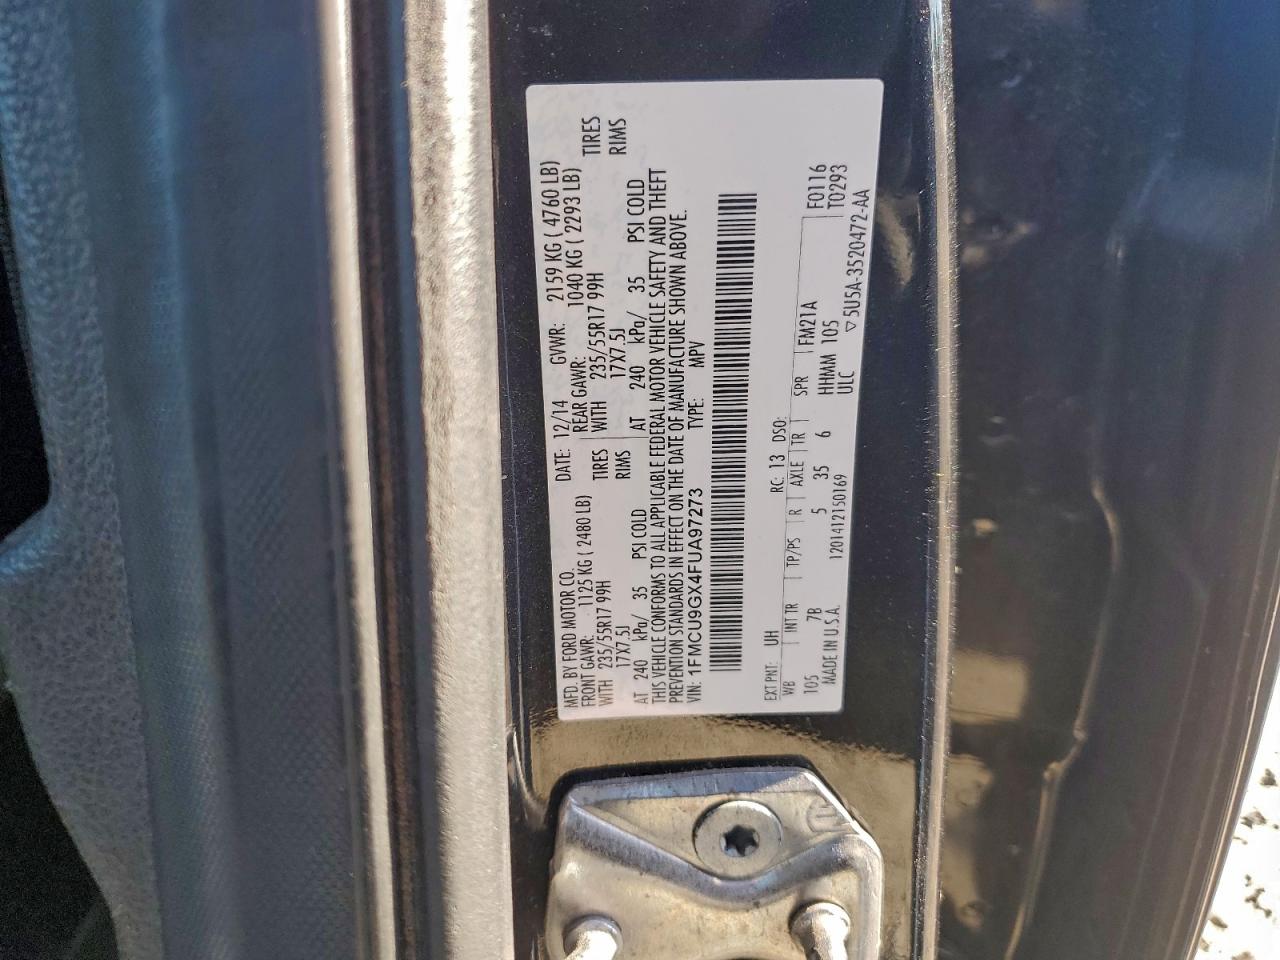 MFD. BY FORD MOTOR CO.
DATE: 12/14 GVWR: 2159 KG ( 4760 LB)
FRONT GAWR: 1125 KG ( 2480 LB) REAR GAWR: 1040 KG ( 2293 LB)
WITH 235/55R17 99H TIRES WITH 235/55R17 99H TIRES
17X7.5J RIMS 17X7.5J RIMS
AT 240 kPa/ 35 PSI COLD AT 240 kPa/ 35 PSI COLD
THIS VEHICLE CONFORMS TO ALL APPLICABLE FEDERAL MOTOR VEHICLE SAFETY AND THEFT
PREVENTION STANDARDS IN EFFECT ON THE DATE OF MANUFACTURE SHOWN ABOVE.
VIN: 1FMCU9GX4FUA97273 TYPE: MPV
EXT PNT: UH RC: 13 DSO:
WB INT TR TP/PS R AXLE TR SPR FM21A F0116
105 7B 5 35 6 HHMM 105 T0293
MADE IN U.S.A. 1201412150169 ULC ▽5U5A-3520472-AA